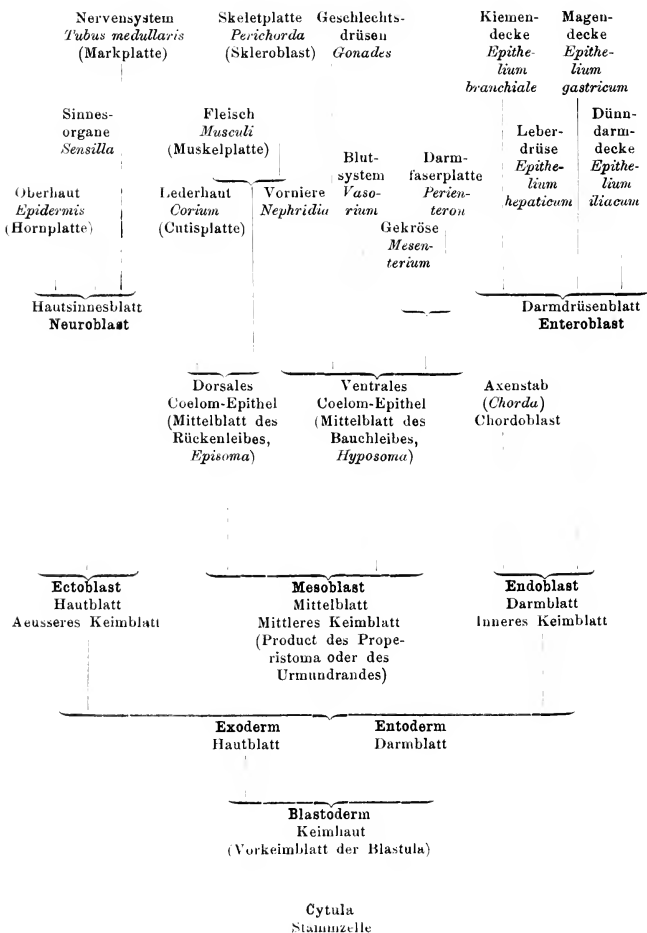 Nervensystem
Tubus medullaris
(Markplatte)
Skeletplatte
Perichorda
(Skleroblast)
Geschlechts-
drüsen
Gonades
Kiemen-
decke
Epithe-
lium
branchiale
Magen-
decke
Epithe-
lium
gastricum
Sinnes-
organe
Sensilla
Fleisch
Musculi
(Muskelplatte)
Blut-
system
Vaso-
rium
Darm-
faserplatte
Perien-
teron
Leber-
drüse
Epithe-
lium
hepaticum
Dünn-
darm-
decke
Epithe-
lium
iliacum
Oberhaut
Epidermis
(Hornplatte)
Lederhaut
Corium
(Cutisplatte)
Vorniere
Nephridia
Gekröse
Mesen-
terium
Hautsinnesblatt
Neuroblast
Darmdrüsenblatt
Enteroblast
Dorsales
Coelom-Epithel
(Mittelblatt des
Rückenleibes,
Episoma)
Ventrales
Coelom-Epithel
(Mittelblatt des
Bauchleibes,
Hyposoma)
Axenstab
(Chorda)
Chordoblast
Ectoblast
Hautblatt
Aeusseres Keimblatt
Mesoblast
Mittelblatt
Mittleres Keimblatt
(Product des Prope-
ristoma oder des
Urmundrandes)
Endoblast
Darmblatt
Inneres Keimblatt
Exoderm
Hautblatt
Entoderm
Darmblatt
Blastoderm
Keimhaut
(Vorkeimblatt der Blastula)
Cytula
Stammzelle